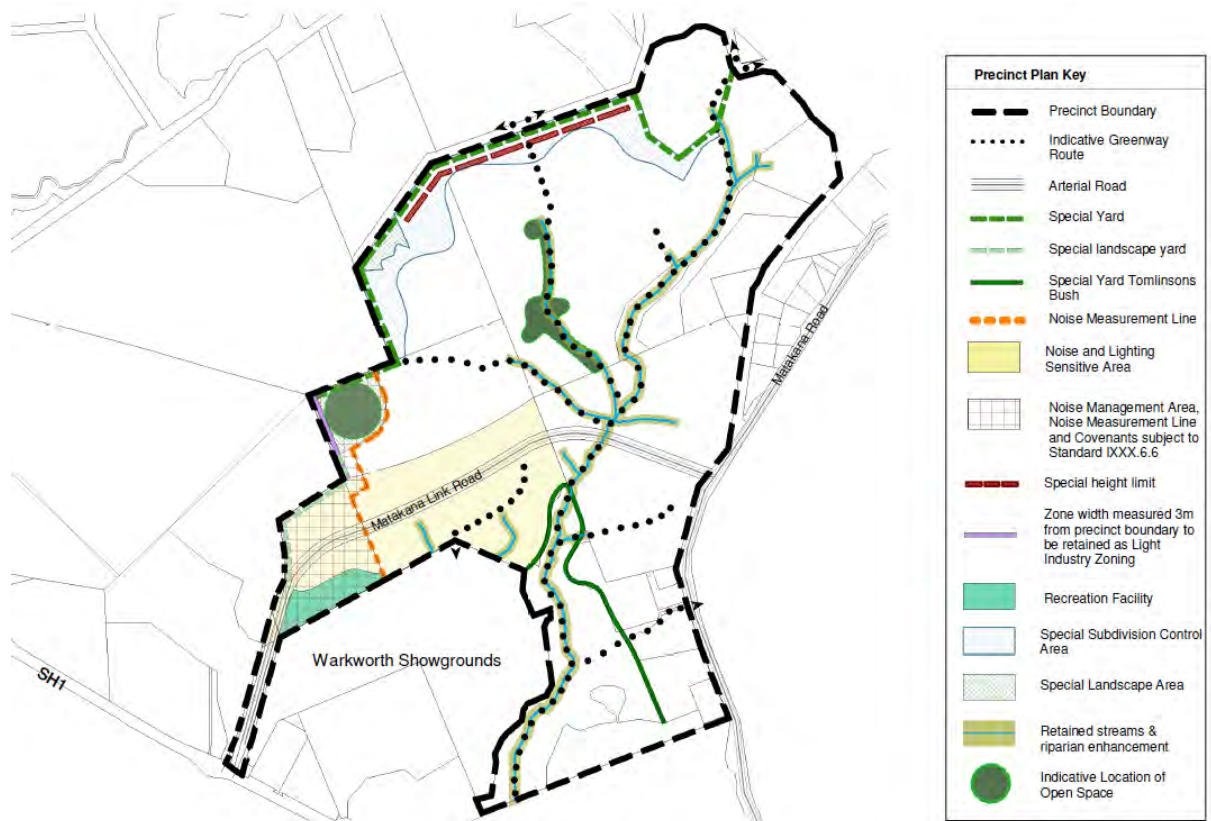 Matakana Road
Matakana Link Road
Warkworth Showgrounds
SH1
Precinct Plan Key
Precinct Boundary
Indicative Greenway
Route
Arterial Road
Special Yard
Special landscape yard
Special Yard Tomlinsons
Bush
Noise Measurement Line
Noise and Lighting
Sensitive Area
Noise Management Area,
Noise Measurement Line
and Covenants subject to
Standard IXXX.6.6
Special height limit
Zone width measured 3m
from precinct boundary to
be retained as Light
Industry Zoning
Recreation Facility
Special Subdivision Control
Area
Special Landscape Area
Retained streams &
riparian enhancement
Indicative Location of
Open Space